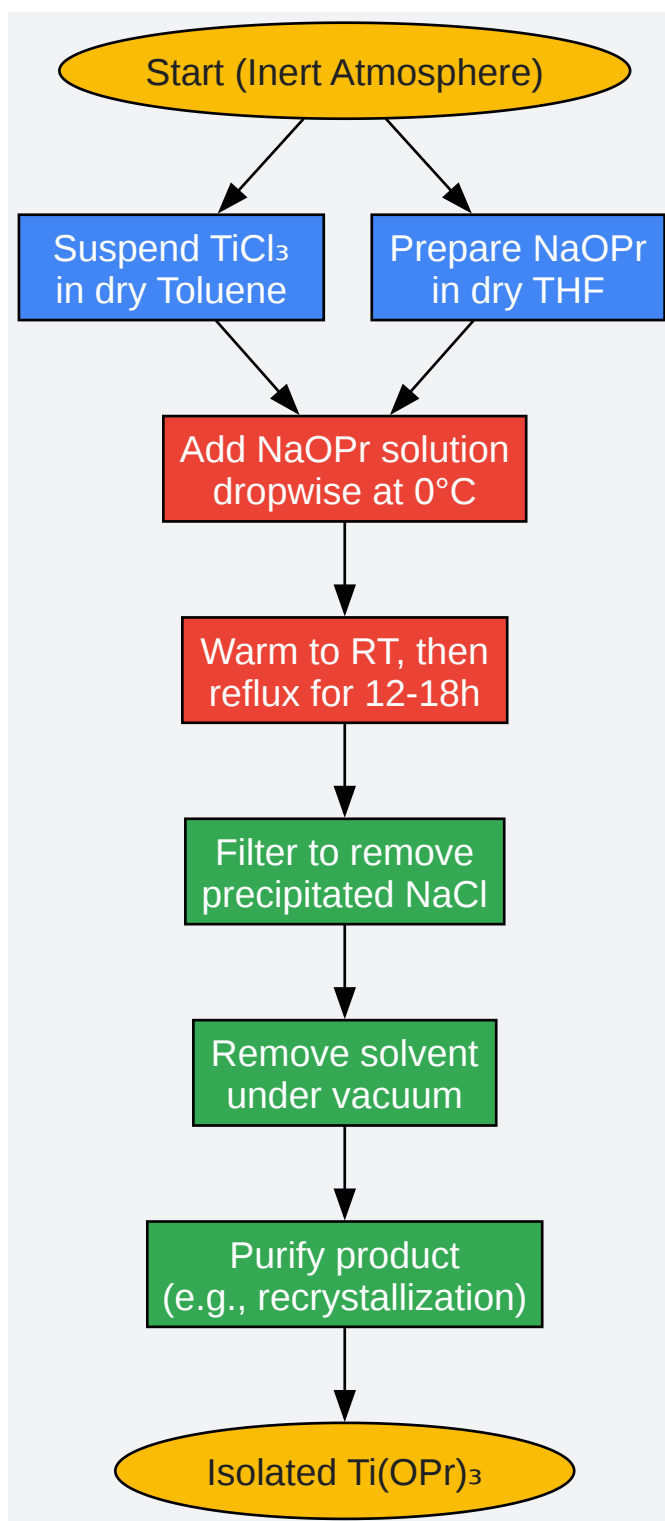 Start (Inert Atmosphere)
Suspend TiCl₃
in dry Toluene
Prepare NaOPr
in dry THF
Add NaOPr solution
dropwise at 0°C
Warm to RT, then
reflux for 12-18h
Filter to remove
precipitated NaCl
Remove solvent
under vacuum
Purify product
(e.g., recrystallization)
Isolated Ti(OPr)₃